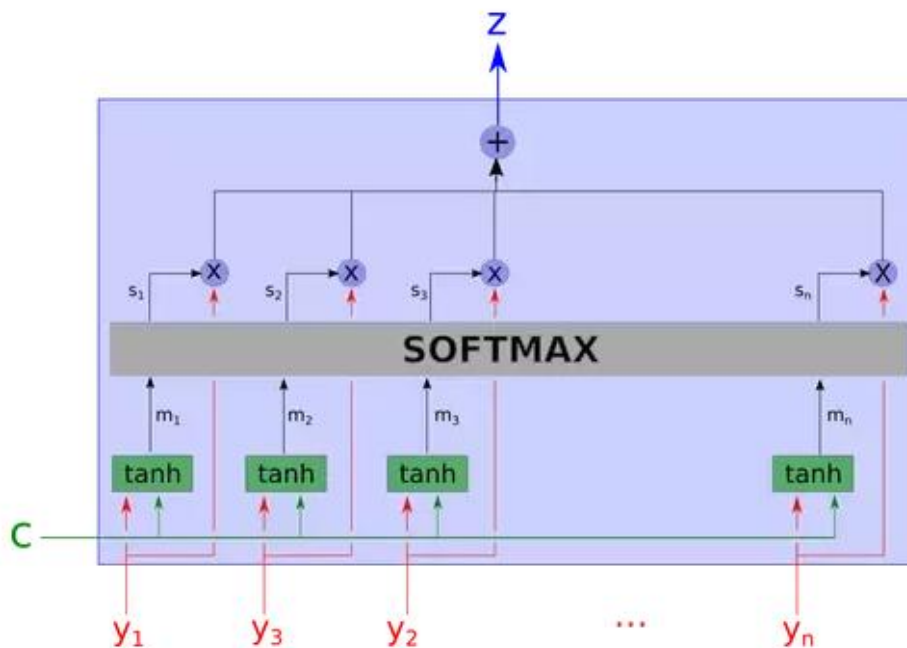 z
+
x x x x
s₁ s₂ s₃ sₙ
SOFTMAX
m₁ m₂ m₃ mₙ
tanh tanh tanh tanh
C
y₁ y₃ y₂ ... yₙ